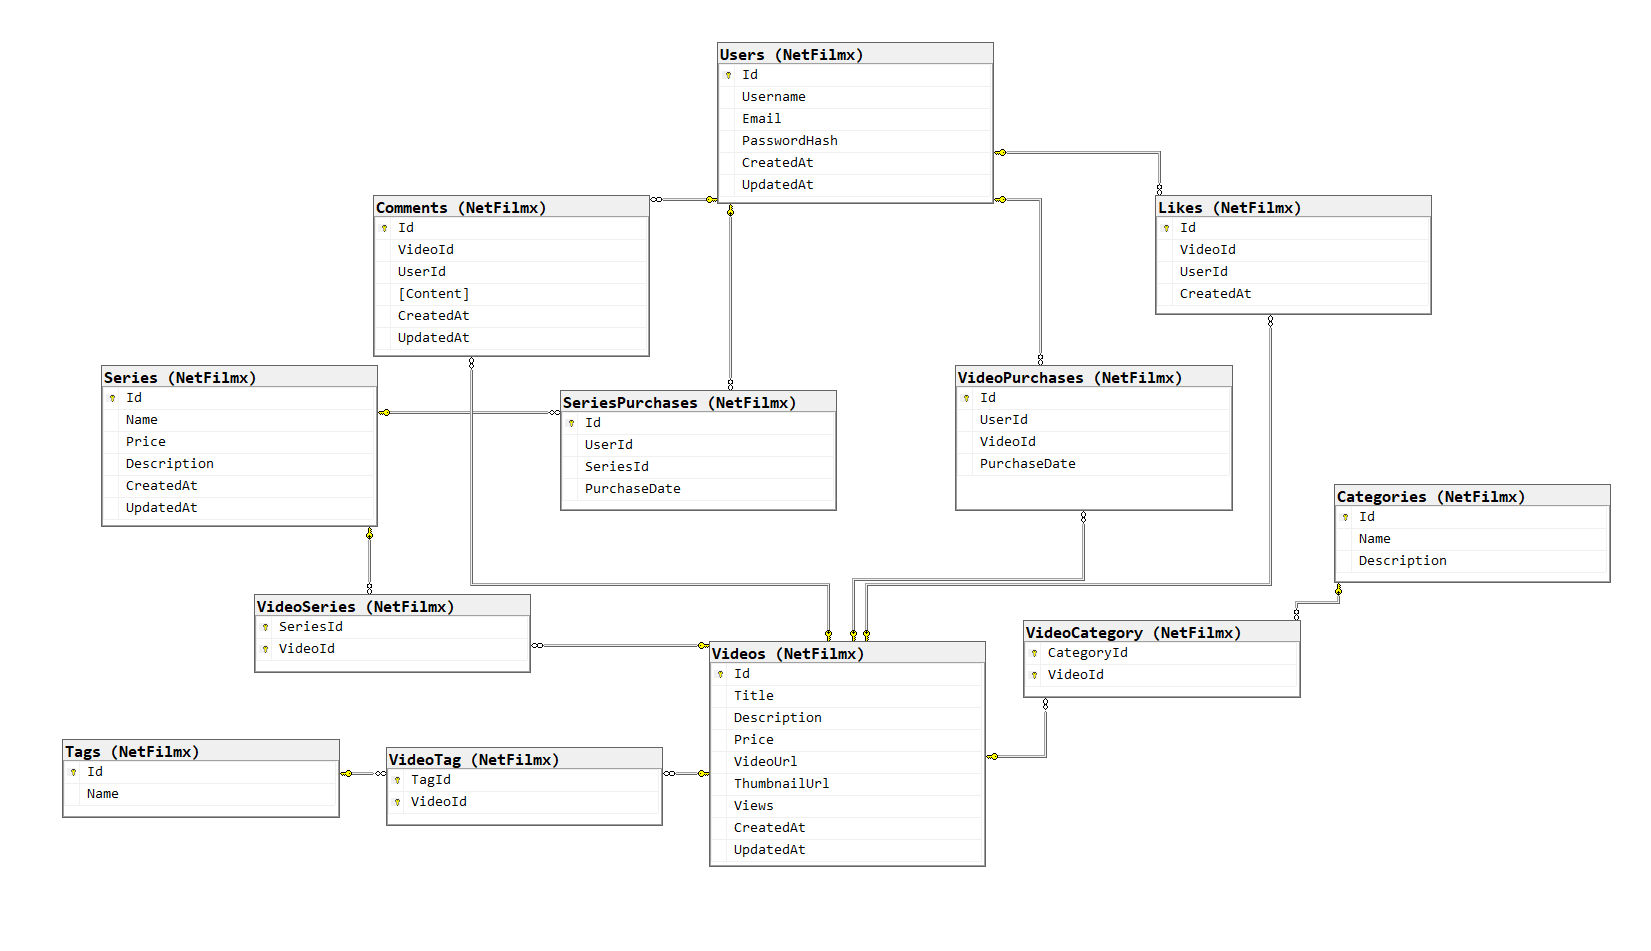 Users (NetFilmx)
Id
Username
Email
PasswordHash
CreatedAt
UpdatedAt
Comments (NetFilmx)
Id
VideoId
UserId
[Content]
CreatedAt
UpdatedAt
Likes (NetFilmx)
Id
VideoId
UserId
CreatedAt
Series (NetFilmx)
Id
Name
Price
Description
CreatedAt
UpdatedAt
SeriesPurchases (NetFilmx)
Id
UserId
SeriesId
PurchaseDate
VideoPurchases (NetFilmx)
Id
UserId
VideoId
PurchaseDate
Categories (NetFilmx)
Id
Name
Description
VideoSeries (NetFilmx)
SeriesId
VideoId
Videos (NetFilmx)
Id
Title
Description
Price
VideoUrl
ThumbnailUrl
Views
CreatedAt
UpdatedAt
VideoCategory (NetFilmx)
CategoryId
VideoId
Tags (NetFilmx)
Id
Name
VideoTag (NetFilmx)
TagId
VideoId